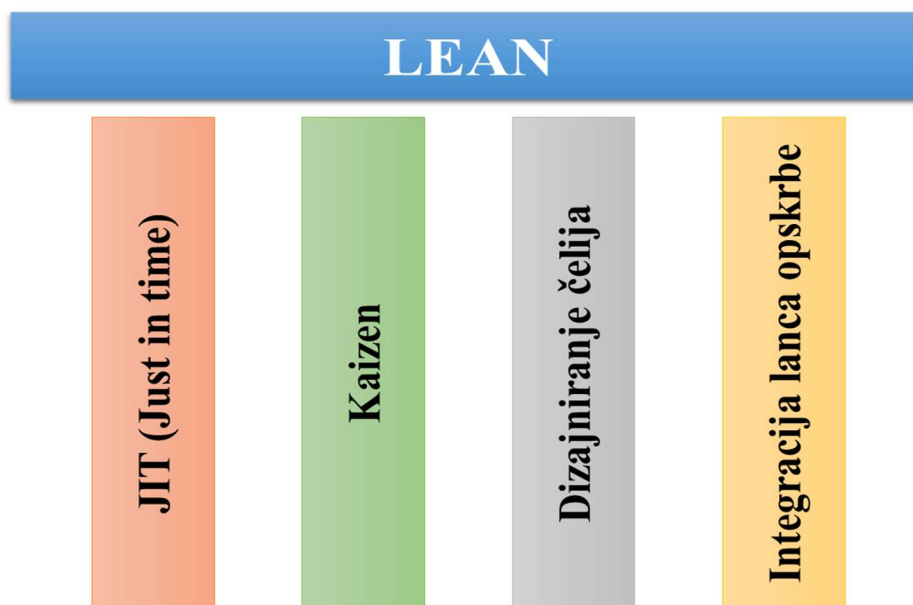 LEAN
JIT (Just in time)
Kaizen
Dizajniranje čelija
Integracija lanca opskrbe